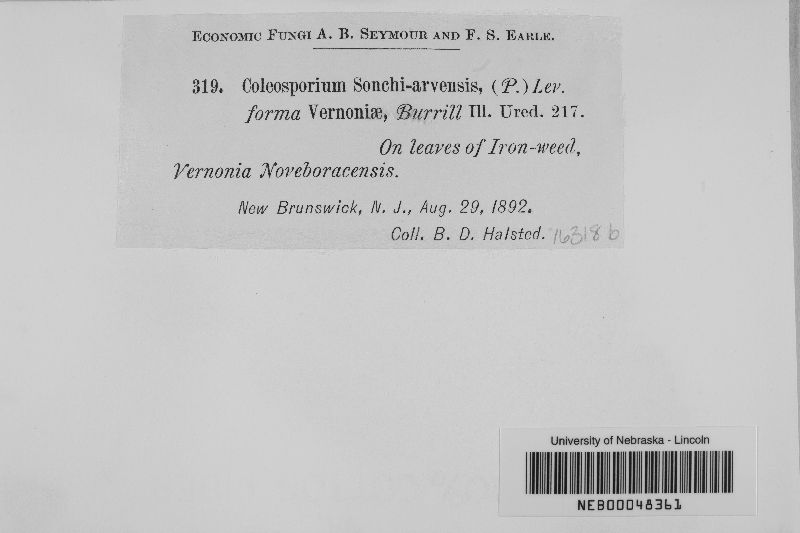 Economic Fungi A. B. Seymour and F. S. Earle.
319. Coleosporium Sonchi-arvensis, (P.) Lev.
forma Vernoniæ, Burrill Ill. Ured. 217.
On leaves of Iron-weed,
Vernonia Noveboracensis.
New Brunswick, N. J., Aug. 29, 1892.
Coll. B. D. Halsted. 163186
University of Nebraska - Lincoln
NEB00048361